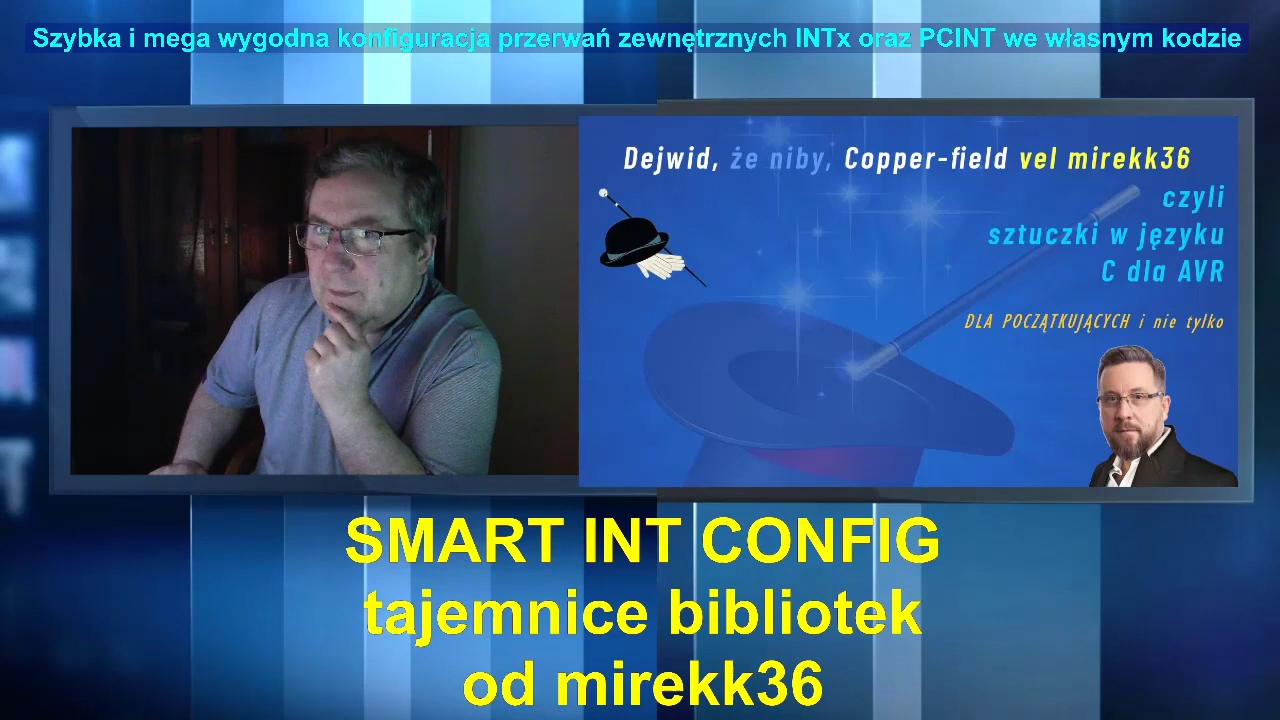 Szybka i mega wygodna konfiguracja przerwań zewnętrznych INTx oraz PCINT we własnym kodzie
Dejwid, że niby, Copper-field vel mirekk36
czyli
sztuczki w języku
C dla AVR
DLA POCZĄTKUJĄCYCH i nie tylko
SMART INT CONFIG
tajemnice bibliotek
od mirekk36